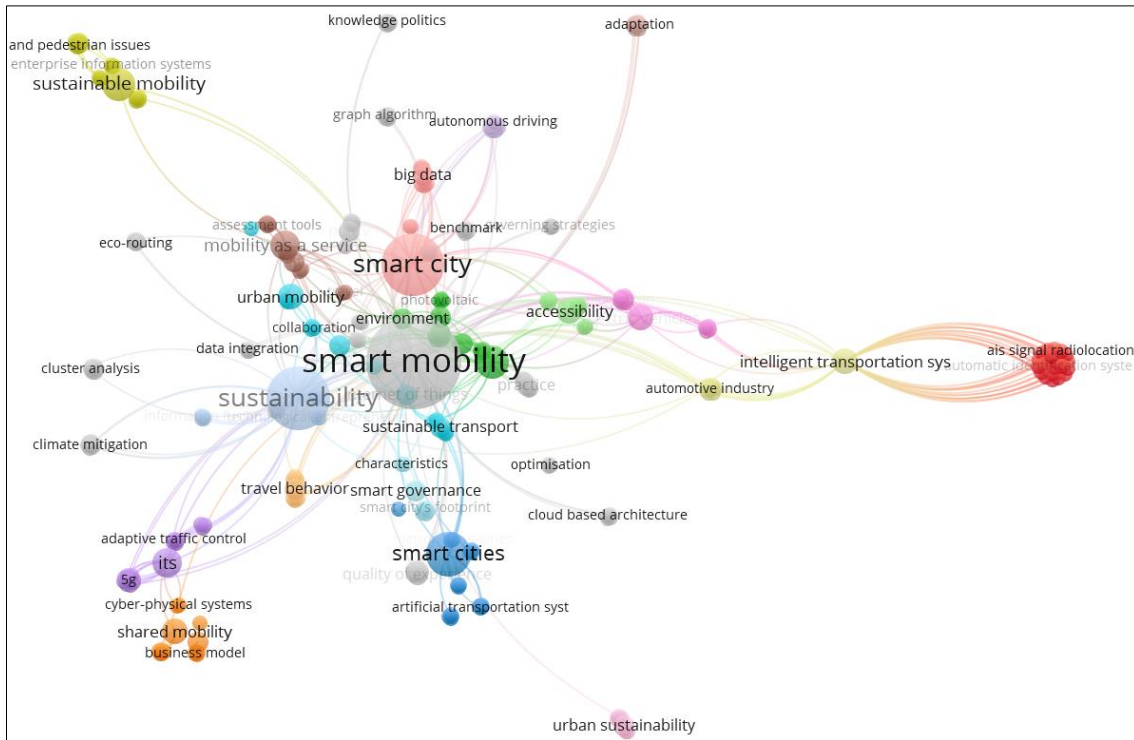 knowledge politics
adaptation
and pedestrian issues
enterprise information systems
sustainable mobility
graph algorithm
autonomous driving
big data
assessment tools
benchmark
governing strategies
eco-routing
mobility as a service
smart city
urban mobility
photovoltaic
environment
accessibility
collaboration
data integration
smart mobility
intelligent transportation sys
ais signal radiolocation
automatic identification syste
cluster analysis
practice
automotive industry
sustainability
net of things
sustainable transport
climate mitigation
characteristics
optimisation
travel behavior
smart governance
smart city's footprint
cloud based architecture
adaptive traffic control
smart cities
its
5g
quality of experience
cyber-physical systems
artificial transportation syst
shared mobility
business model
urban sustainability